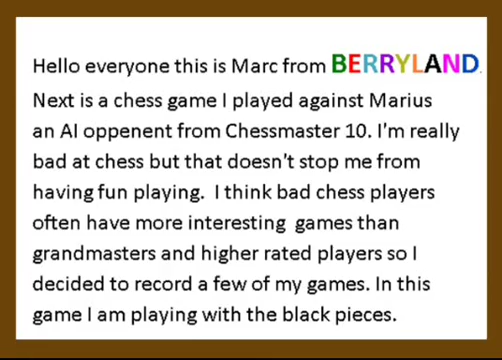 Hello everyone this is Marc from BERRYLAND.
Next is a chess game I played against Marius
an AI oppenent from Chessmaster 10. I'm really
bad at chess but that doesn't stop me from
having fun playing. I think bad chess players
often have more interesting games than
grandmasters and higher rated players so I
decided to record a few of my games. In this
game I am playing with the black pieces.